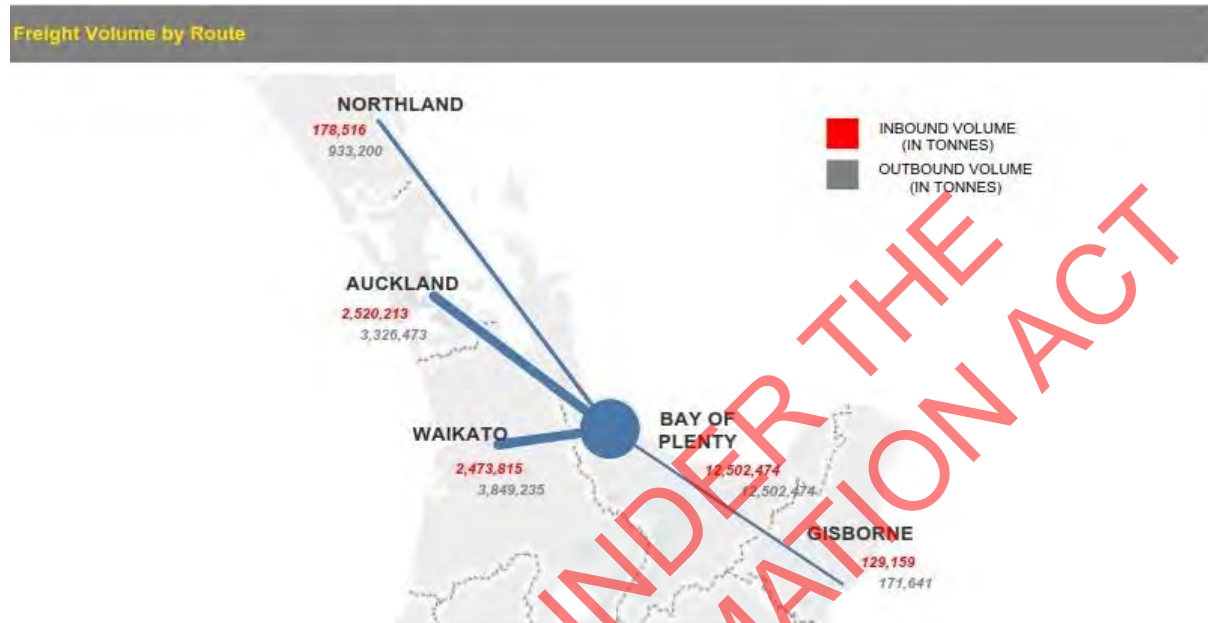 Freight Volume by Route
NORTHLAND
178,516
933,200
INBOUND VOLUME
(IN TONNES)
OUTBOUND VOLUME
(IN TONNES)
AUCKLAND
2,520,213
3,326,473
WAIKATO
2,473,815
3,849,235
BAY OF
PLENTY
12,502,474
12,502,474
GISBORNE
129,159
171,641
UNDER THE
MATION ACT